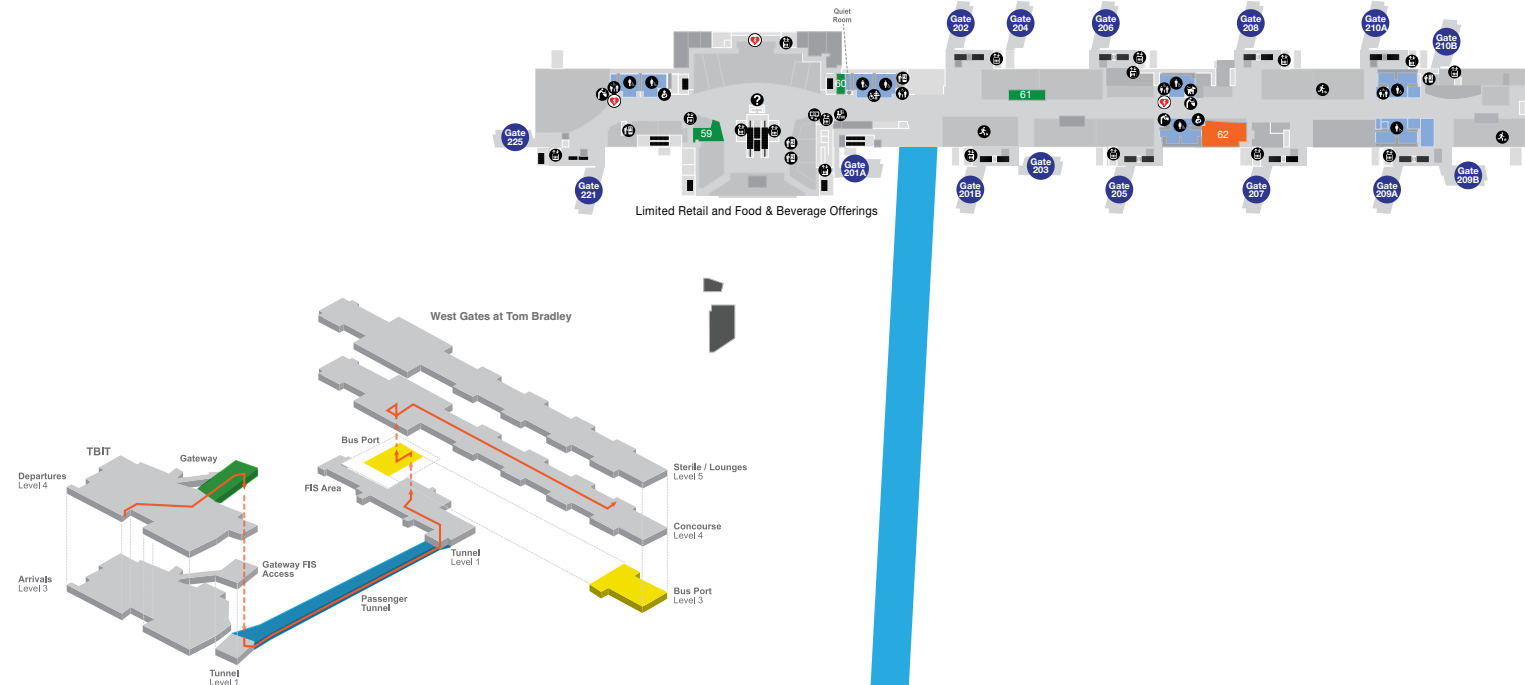 Quiet
Room
Gate
202
Gate
204
Gate
206
Gate
208
Gate
210A
Gate
210B
60
61
?
59
62
Gate
225
Gate
221
Gate
201A
Gate
201B
Gate
203
Gate
205
Gate
207
Gate
209A
Gate
209B
Limited Retail and Food & Beverage Offerings
West Gates at Tom Bradley
Bus Port
TBIT
Gateway
Departures
Level 4
FIS Area
Sterile / Lounges
Level 5
Concourse
Level 4
Tunnel
Level 1
Gateway FIS
Access
Arrivals
Level 3
Passenger
Tunnel
Bus Port
Level 3
Tunnel
Level 1